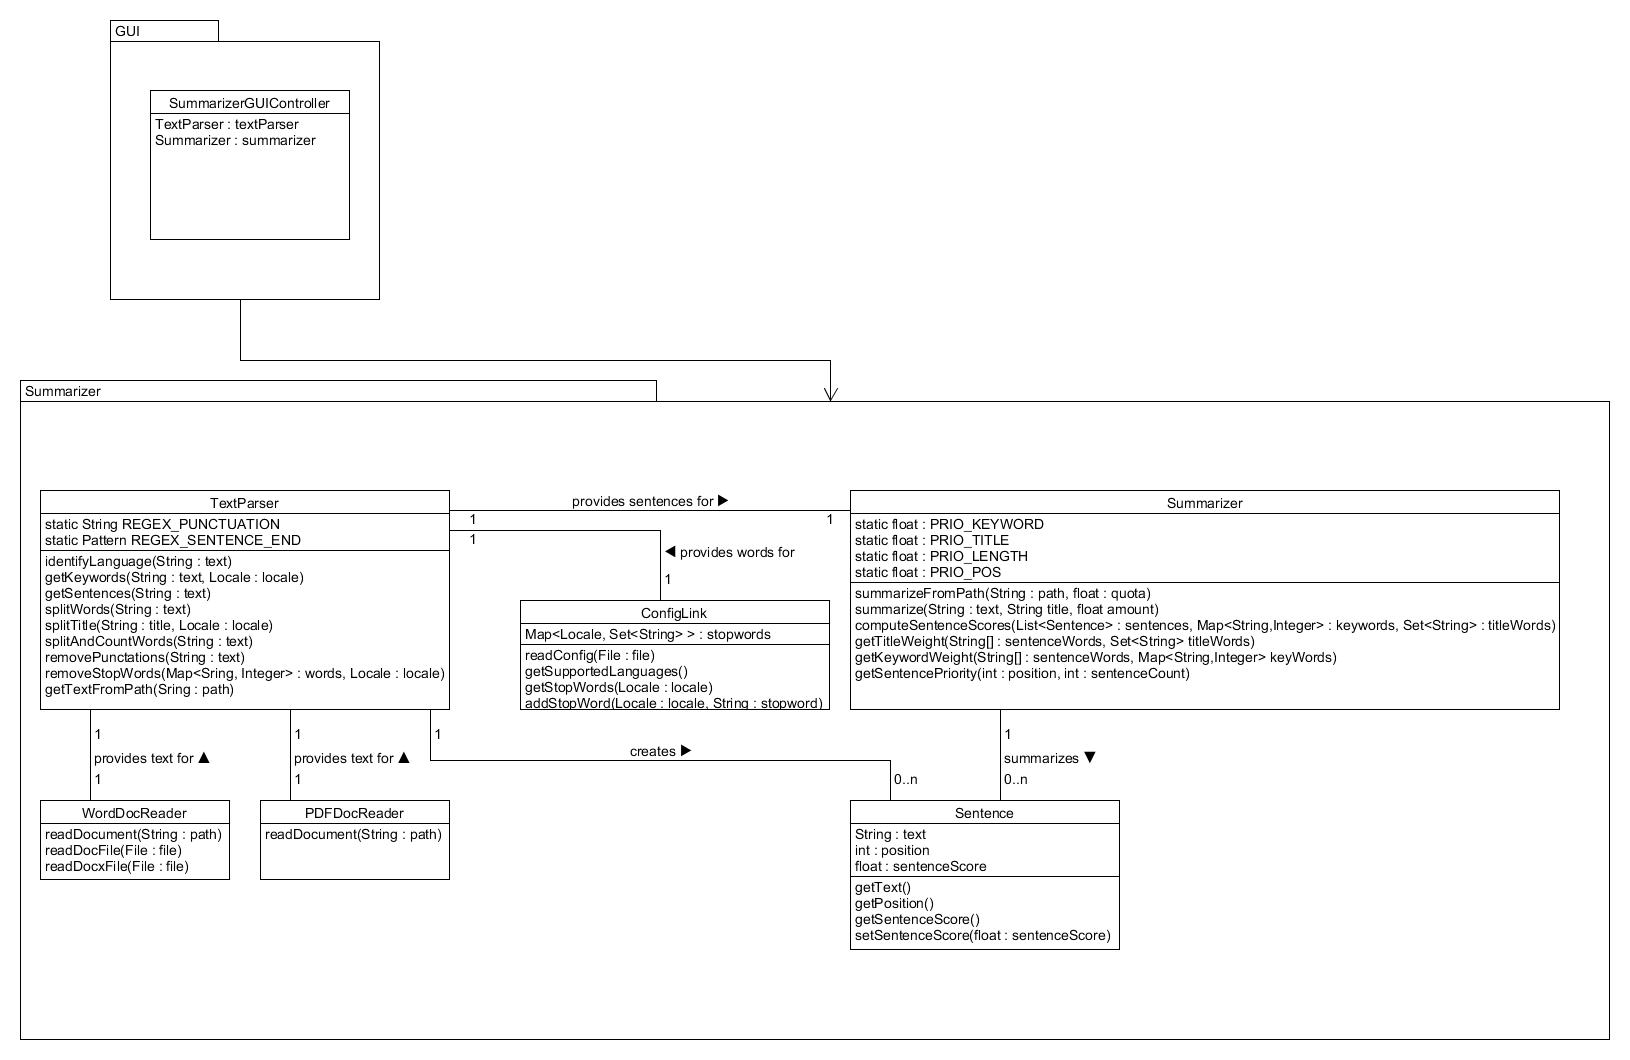 GUI
SummarizerGUIController
TextParser : textParser
Summarizer : summarizer
Summarizer
TextParser
static String REGEX_PUNCTUATION
static Pattern REGEX_SENTENCE_END
identifyLanguage(String : text)
getKeywords(String : text, Locale : locale)
getSentences(String : text)
splitWords(String : text)
splitTitle(String : title, Locale : locale)
splitAndCountWords(String : text)
removePunctations(String : text)
removeStopWords(Map<Sring, Integer> : words, Locale : locale)
getTextFromPath(Sring : path)
provides sentences for ▶
1
1
1
◀ provides words for
1
ConfigLink
Map<Locale, Set<String> > : stopwords
readConfig(File : file)
getSupportedLanguages()
getStopWords(Locale : locale)
addStopWord(Locale : locale, String : stopword)
Summarizer
static float : PRIO_KEYWORD
static float : PRIO_TITLE
static float : PRIO_LENGTH
static float : PRIO_POS
summarizeFromPath(String : path, float : quota)
summarize(String : text, String title, float amount)
computeSentenceScores(List<Sentence> : sentences, Map<String,Integer> : keywords, Set<String> : titleWords)
getTitleWeight(String[] : sentenceWords, Set<String> titleWords)
getKeywordWeight(String[] : sentenceWords, Map<String,Integer> keyWords)
getSentencePriority(int : position, int : sentenceCount)
1
provides text for ▲
1
1
provides text for ▲
1
1
creates ▶
0..n
1
summarizes ▼
0..n
WordDocReader
readDocument(String : path)
readDocFile(File : file)
readDocxFile(File : file)
PDFDocReader
readDocument(String : path)
Sentence
String : text
int : position
float : sentenceScore
getText()
getPosition()
getSentenceScore()
setSentenceScore(float : sentenceScore)